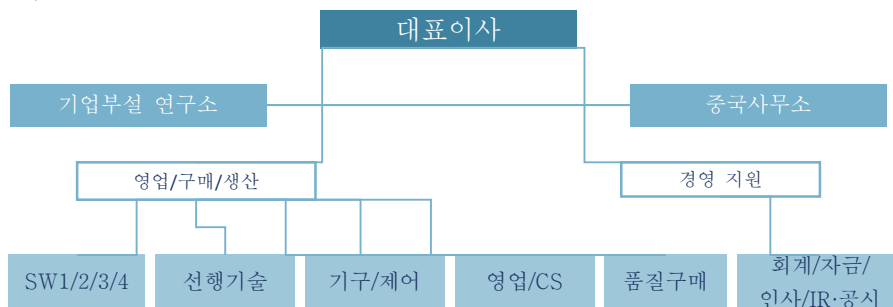 대표이사
기업부설 연구소
중국사무소
영업/구매/생산
경영 지원
SW1/2/3/4
선행기술
기구/제어
영업/CS
품질구매
회계/자금/
인사/IR·공시